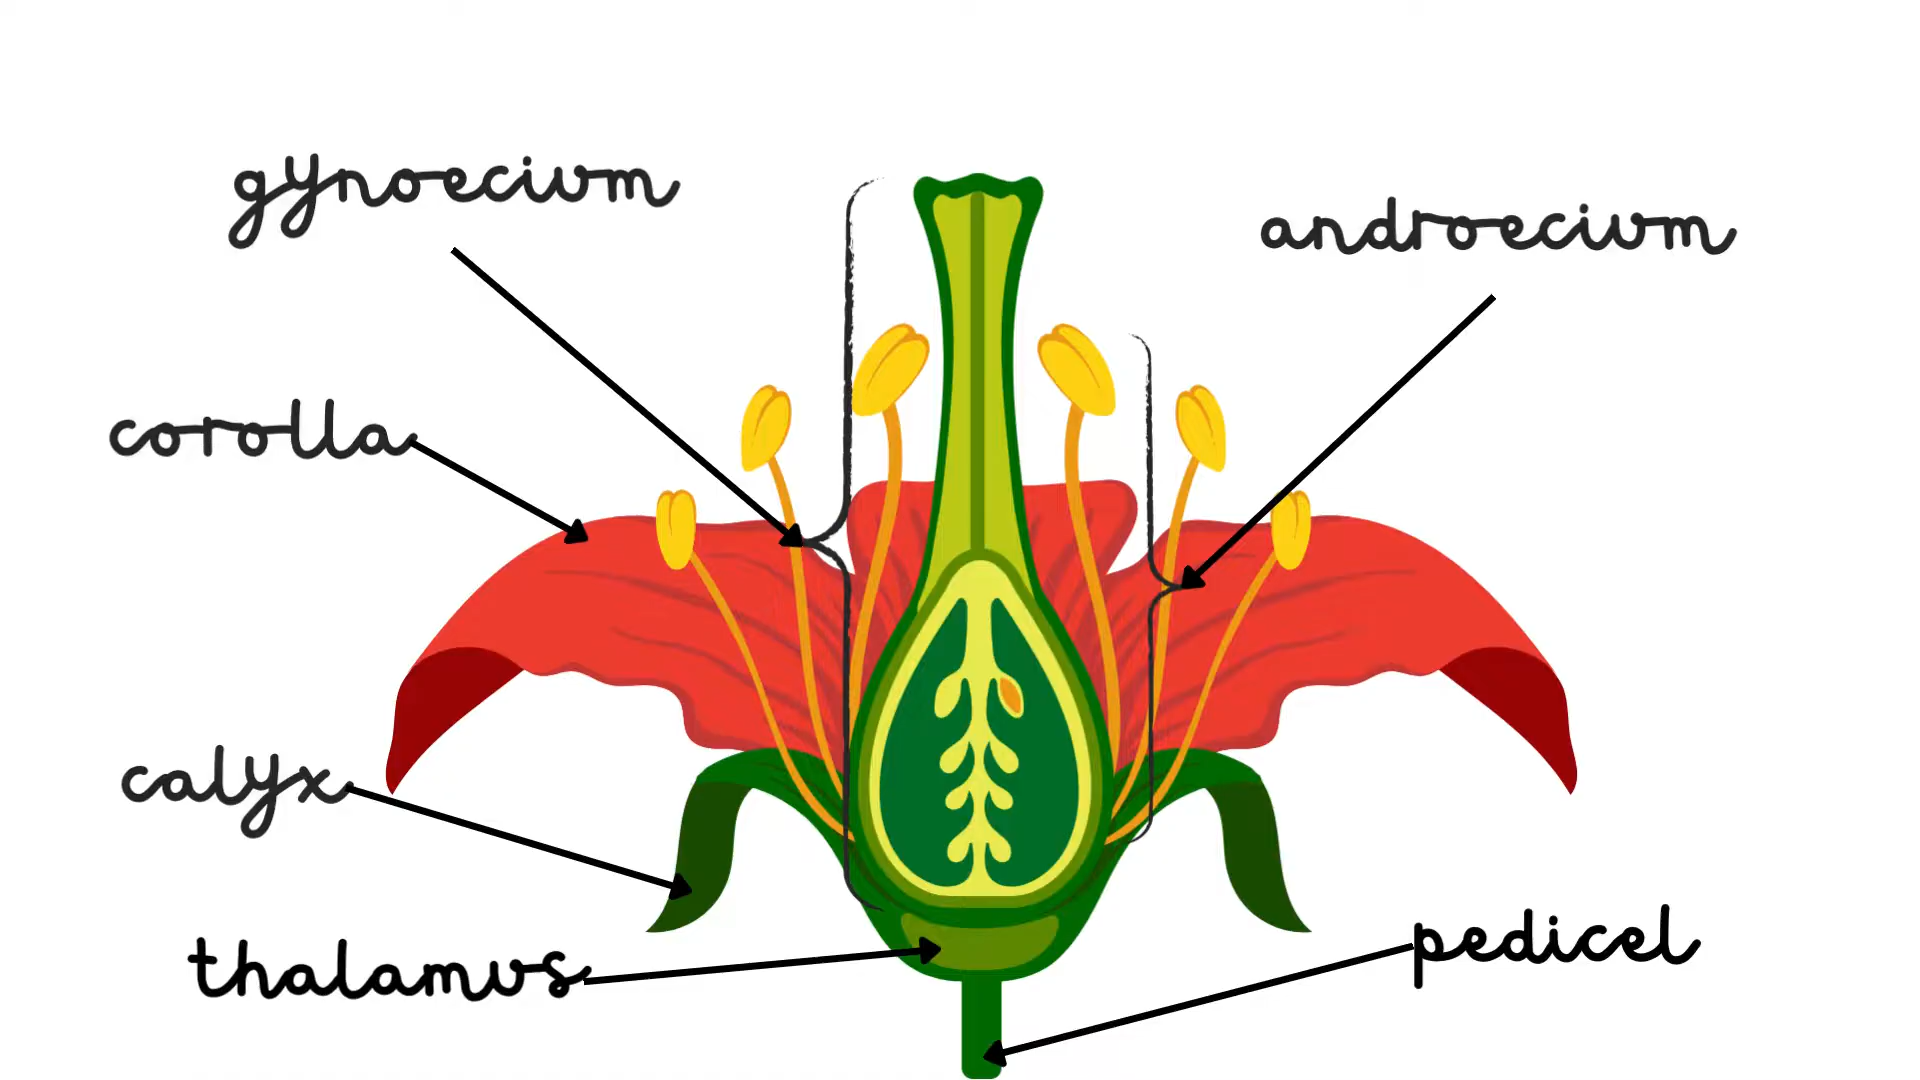 gynoecium
androecium
corolla
calyx
thalamus
pedicel